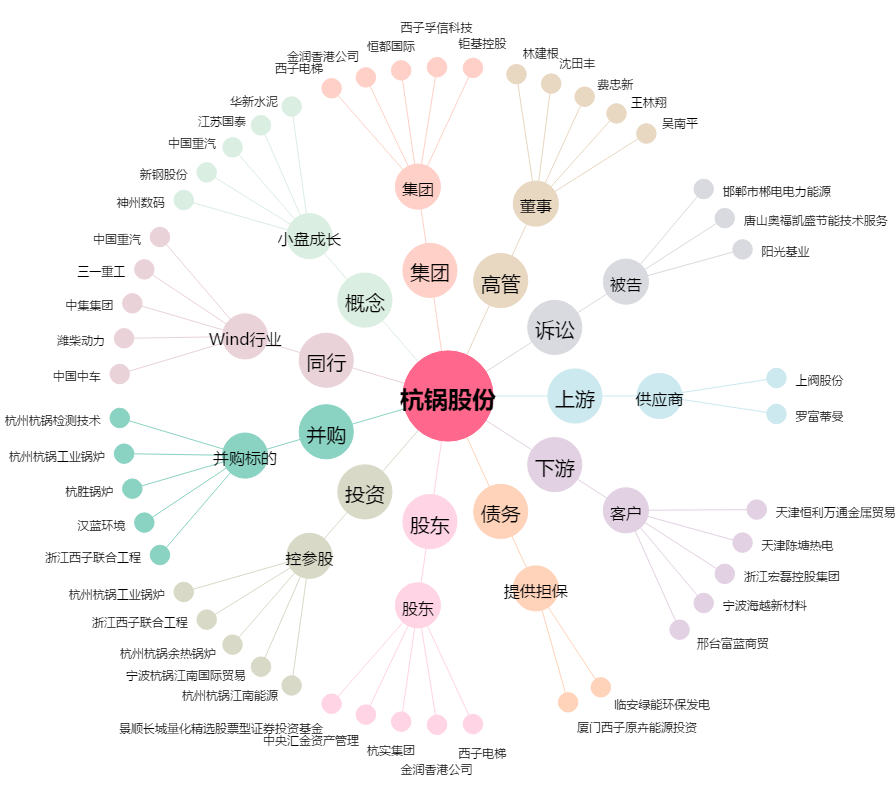 西子孚信科技
恒都国际
钜基控股
金润香港公司
西子电梯
林建根
沈田丰
费忠新
王林翔
吴南平
华新水泥
江苏国泰
中国重汽
新钢股份
神州数码
集团
董事
小盘成长
集团
高管
概念
邯郸市郴电电力能源
唐山奥福凯盛节能技术服务
阳光基业
被告
诉讼
中国重汽
三一重工
中集集团
潍柴动力
中国中车
Wind行业
同行
杭锅股份
上游
供应商
上阀股份
罗富蒂曼
杭州杭锅检测技术
杭州杭锅工业锅炉
杭胜锅炉
汉蓝环境
浙江西子联合工程
并购标的
并购
下游
客户
天津恒利万通金属贸易
天津陈塘热电
浙江宏磊控股集团
宁波海越新材料
邢台富蓝商贸
投资
股东
债务
控参股
杭州杭锅工业锅炉
浙江西子联合工程
杭州杭锅余热锅炉
宁波杭锅江南国际贸易
杭州杭锅江南能源
股东
提供担保
景顺长城量化精选股票型证券投资基金
中央汇金资产管理
杭实集团
金润香港公司
西子电梯
临安绿能环保发电
厦门西子原卉能源投资